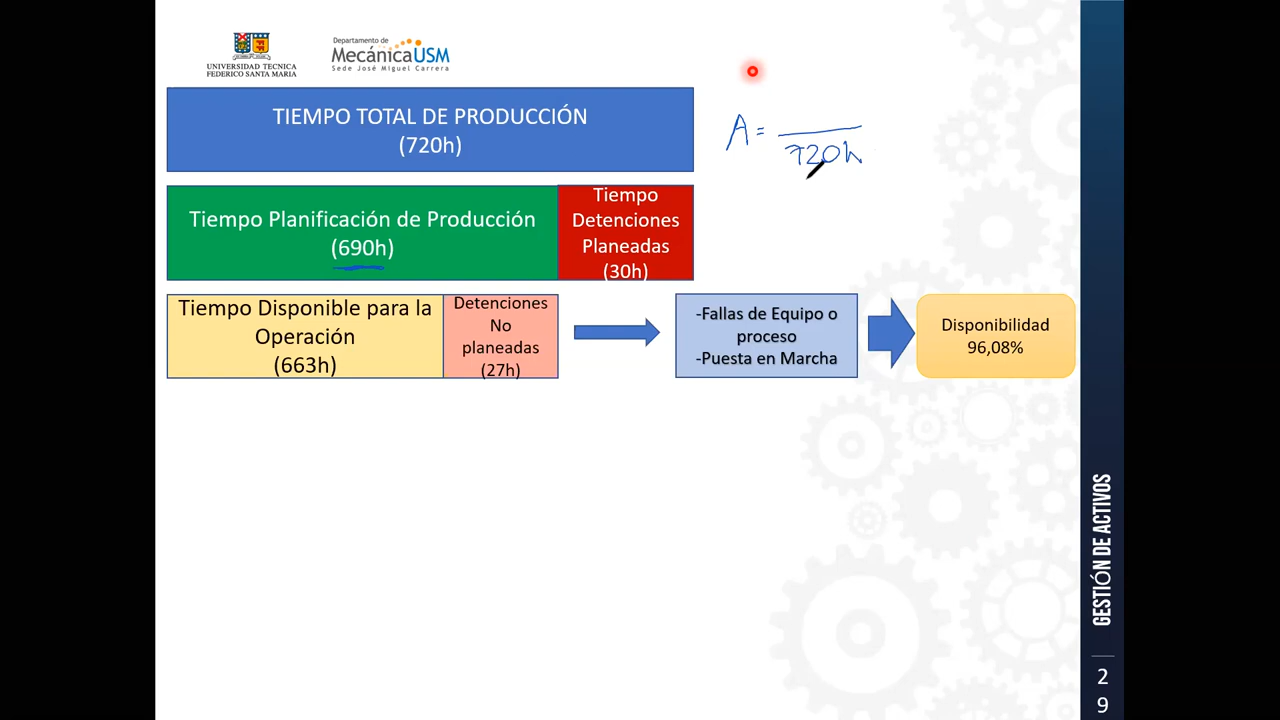 UNIVERSIDAD TECNICA
FEDERICO SANTA MARIA
Departamento de
MecánicaUSM
Sede José Miguel Carrera
TIEMPO TOTAL DE PRODUCCIÓN
(720h)
A =
720h
Tiempo Planificación de Producción
(690h)
Tiempo
Detenciones
Planeadas
(30h)
Tiempo Disponible para la
Operación
(663h)
Detenciones
No
planeadas
(27h)
-Fallas de Equipo o
proceso
-Puesta en Marcha
Disponibilidad
96,08%
GESTIÓN DE ACTIVOS
2
9